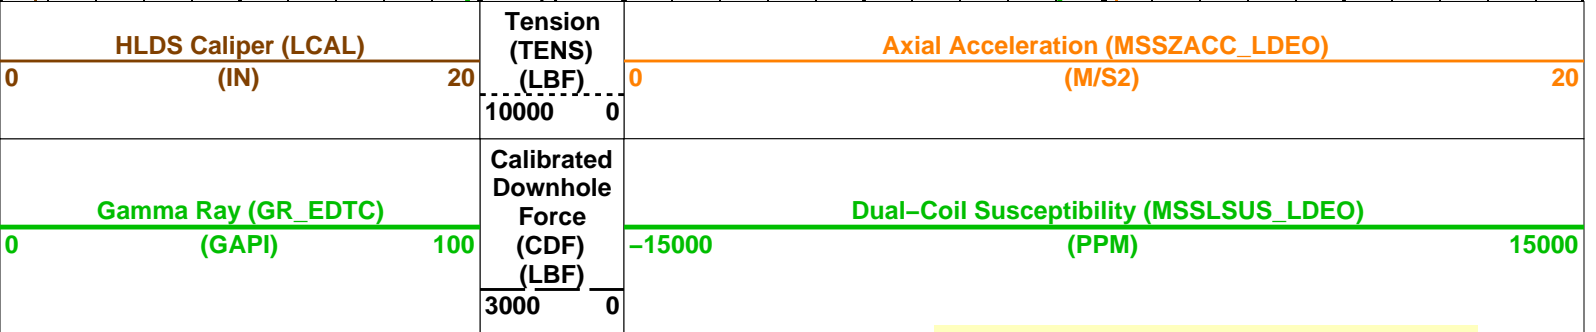 HLDS Caliper (LCAL)
0 (IN) 20
Tension
(TENS)
(LBF)
10000 0
Axial Acceleration (MSSZACC_LDEO)
0 (M/S2) 20
Gamma Ray (GR_EDTC)
0 (GAPI) 100
Calibrated
Downhole
Force
(CDF)
(LBF)
3000 0
Dual−Coil Susceptibility (MSSLSUS_LDEO)
−15000 (PPM) 15000